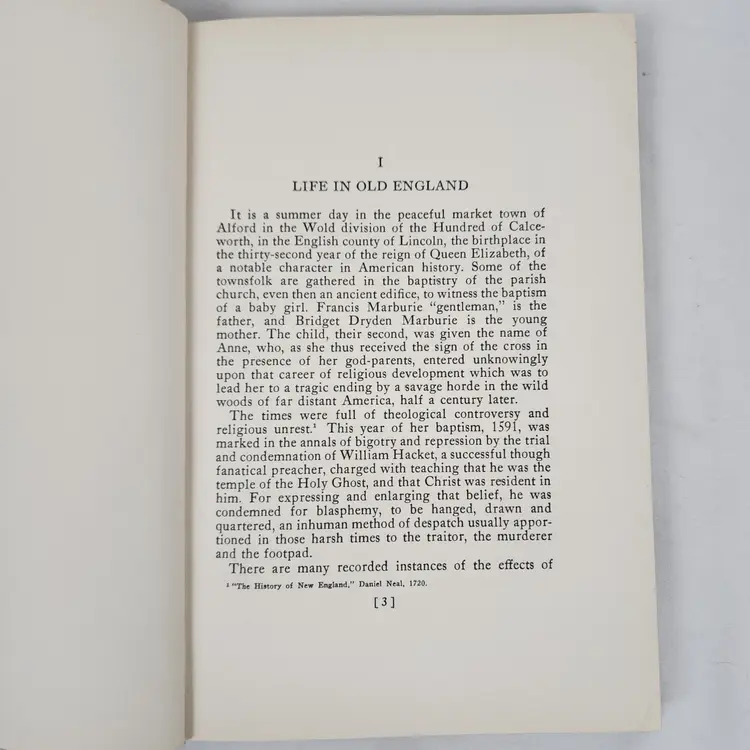 I
LIFE IN OLD ENGLAND
It is a summer day in the peaceful market town of
Alford in the Wold division of the Hundred of Calce-
worth, in the English county of Lincoln, the birthplace in
the thirty-second year of the reign of Queen Elizabeth, of
a notable character in American history. Some of the
townsfolk are gathered in the baptistry of the parish
church, even then an ancient edifice, to witness the baptism
of a baby girl. Francis Marburie "gentleman," is the
father, and Bridget Dryden Marburie is the young
mother. The child, their second, was given the name of
Anne, who, as she thus received the sign of the cross in
the presence of her god-parents, entered unknowingly
upon that career of religious development which was to
lead her to a tragic ending by a savage horde in the wild
woods of far distant America, half a century later.
The times were full of theological controversy and
religious unrest.¹ This year of her baptism, 1591, was
marked in the annals of bigotry and repression by the trial
and condemnation of William Hacket, a successful though
fanatical preacher, charged with teaching that he was the
temple of the Holy Ghost, and that Christ was resident in
him. For expressing and enlarging that belief, he was
condemned for blasphemy, to be hanged, drawn and
quartered, an inhuman method of despatch usually appor-
tioned in those harsh times to the traitor, the murderer
and the footpad.
There are many recorded instances of the effects of
¹ "The History of New England," Daniel Neal, 1720.
[ 3 ]